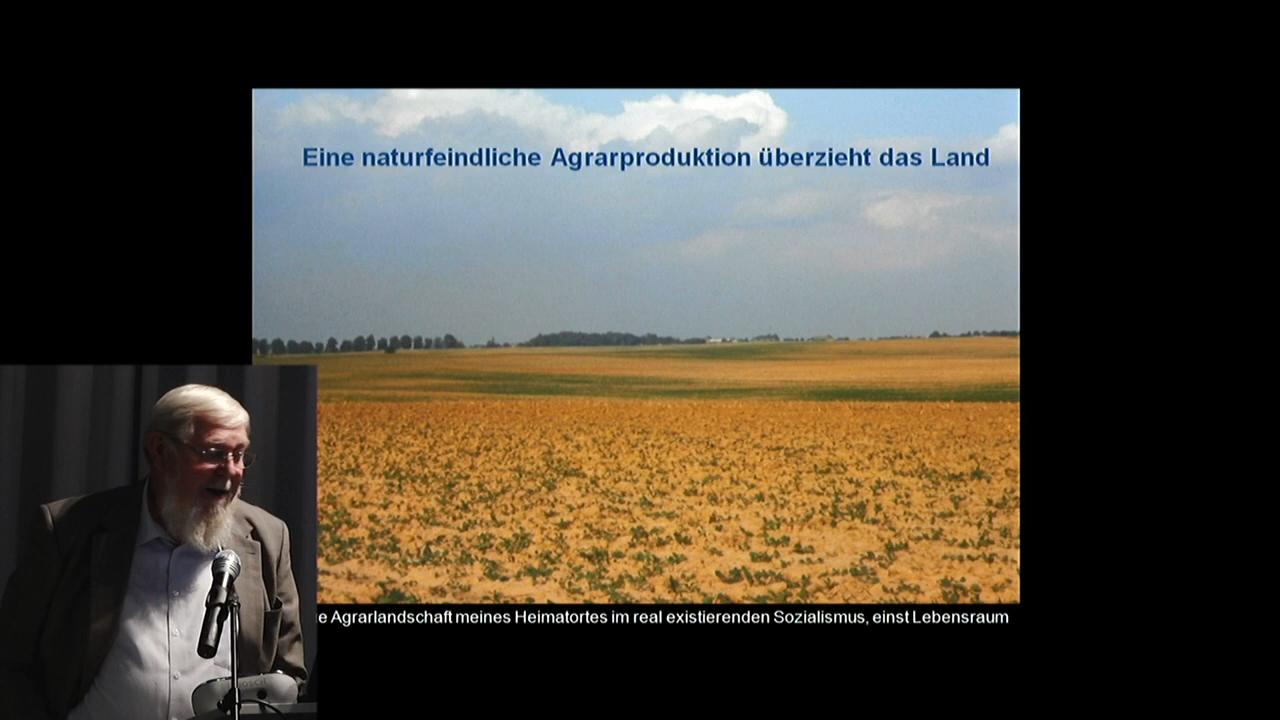 Eine naturfeindliche Agrarproduktion überzieht das Land
Agrarlandschaft meines Heimatortes im real existierenden Sozialismus, einst Lebensraum